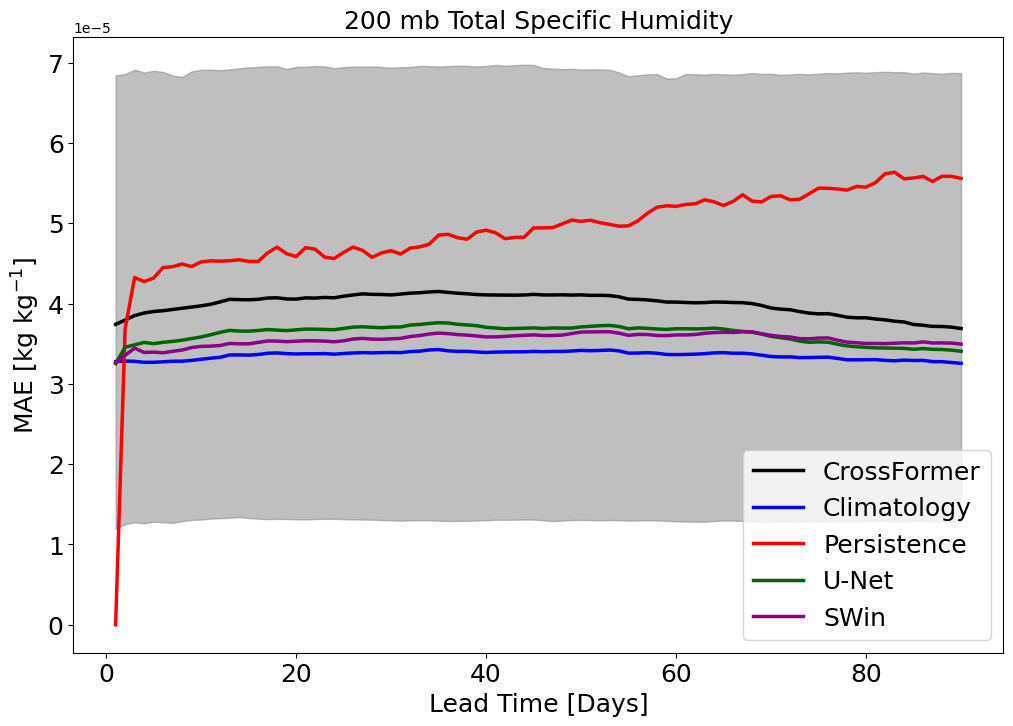 200 mb Total Specific Humidity
1e−5
7
6
5
4
3
2
1
0
MAE [kg kg⁻¹]
0 20 40 60 80
Lead Time [Days]
CrossFormer
Climatology
Persistence
U-Net
SWin